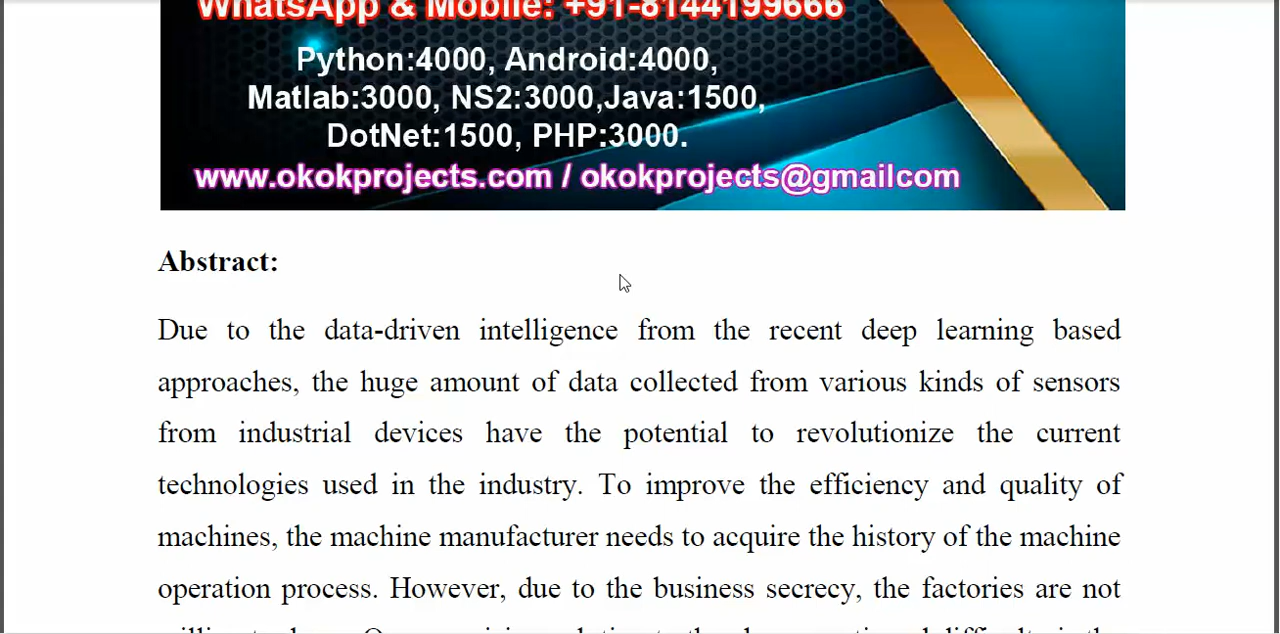 WhatsApp & Mobile: +91-8144199666
Python:4000, Android:4000,
Matlab:3000, NS2:3000,Java:1500,
DotNet:1500, PHP:3000.
www.okokprojects.com / okokprojects@gmailcom
Abstract:
Due to the data-driven intelligence from the recent deep learning based
approaches, the huge amount of data collected from various kinds of sensors
from industrial devices have the potential to revolutionize the current
technologies used in the industry. To improve the efficiency and quality of
machines, the machine manufacturer needs to acquire the history of the machine
operation process. However, due to the business secrecy, the factories are not